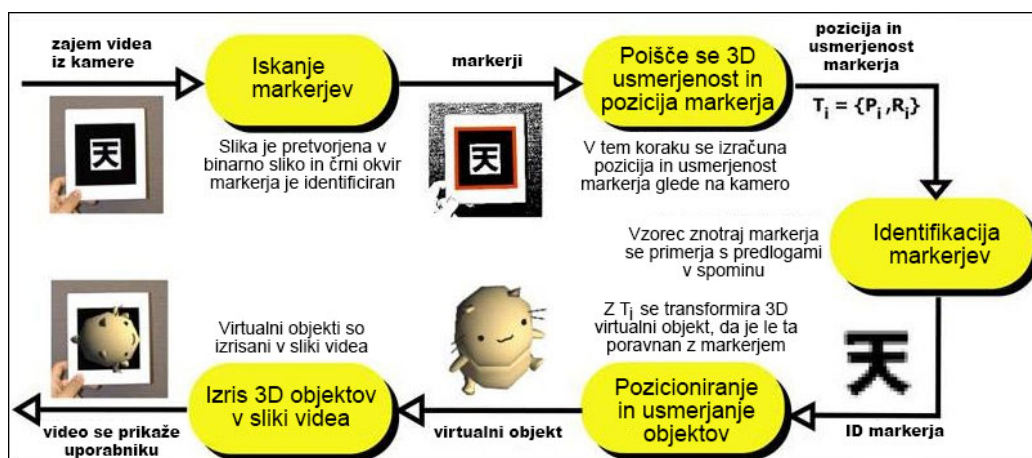 zajem videa
iz kamere
天
Iskanje
markerjev
Slika je pretvorjena v
binarno sliko in črni okvir
markerja je identificiran
markerji
天
Poišče se 3D
usmerjenost in
pozicija markerja
V tem koraku se izračuna
pozicija in usmerjenost
markerja glede na kamero
pozicija in
usmerjenost
markerja
Ti = {Pi ,Ri}
Identifikacija
markerjev
Vzorec znotraj markerja
se primerja s predlogami
v spominu
天
ID markerja
Z Ti se transformira 3D
virtualni objekt, da je le ta
poravnan z markerjem
Pozicioniranje
in usmerjanje
objektov
virtualni objekt
Virtualni objekti so
izrisani v sliki videa
Izris 3D objektov
v sliki videa
video se prikaže
uporabniku